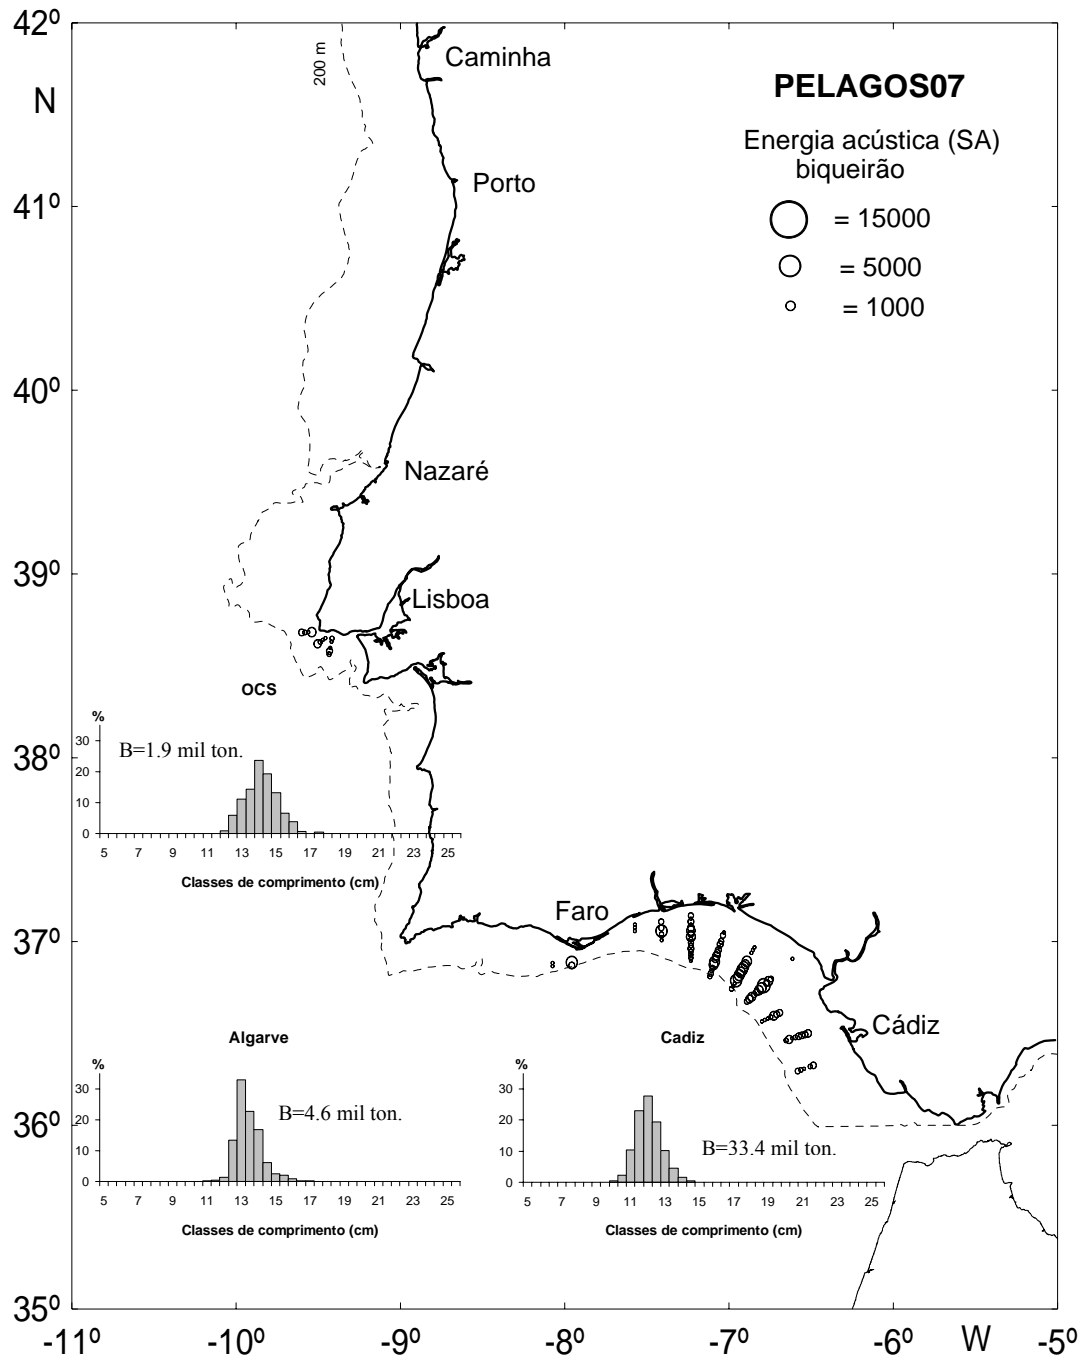 42º
200 m
Caminha
N
PELAGOS07
Energia acústica (SA)
biqueirão
= 15000
= 5000
= 1000
Porto
41º
40º
Nazaré
39º
Lisboa
ocs
%
30
20
10
0
B=1.9 mil ton.
5 7 9 11 13 15 17 19 21 23 25
Classes de comprimento (cm)
38º
Faro
37º
Cádiz
Algarve
%
30
20
10
0
B=4.6 mil ton.
5 7 9 11 13 15 17 19 21 23 25
Classes de comprimento (cm)
Cadiz
%
30
20
10
0
B=33.4 mil ton.
5 7 9 11 13 15 17 19 21 23 25
Classes de comprimento (cm)
36º
35º
-11º -10º -9º -8º -7º -6º W -5º